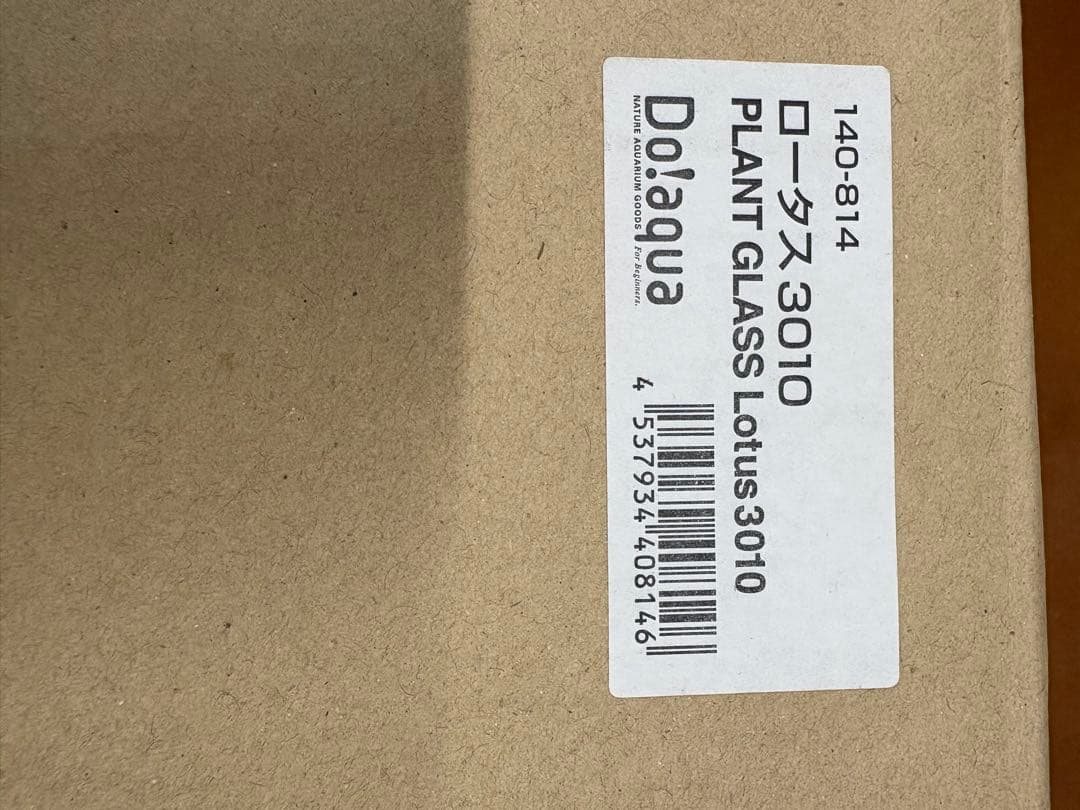 140-814
ロータス 3010
PLANT GLASS Lotus 3010
Do!aqua
NATURE AQUARIUM GOODS For Beginners.
4 537934 408146